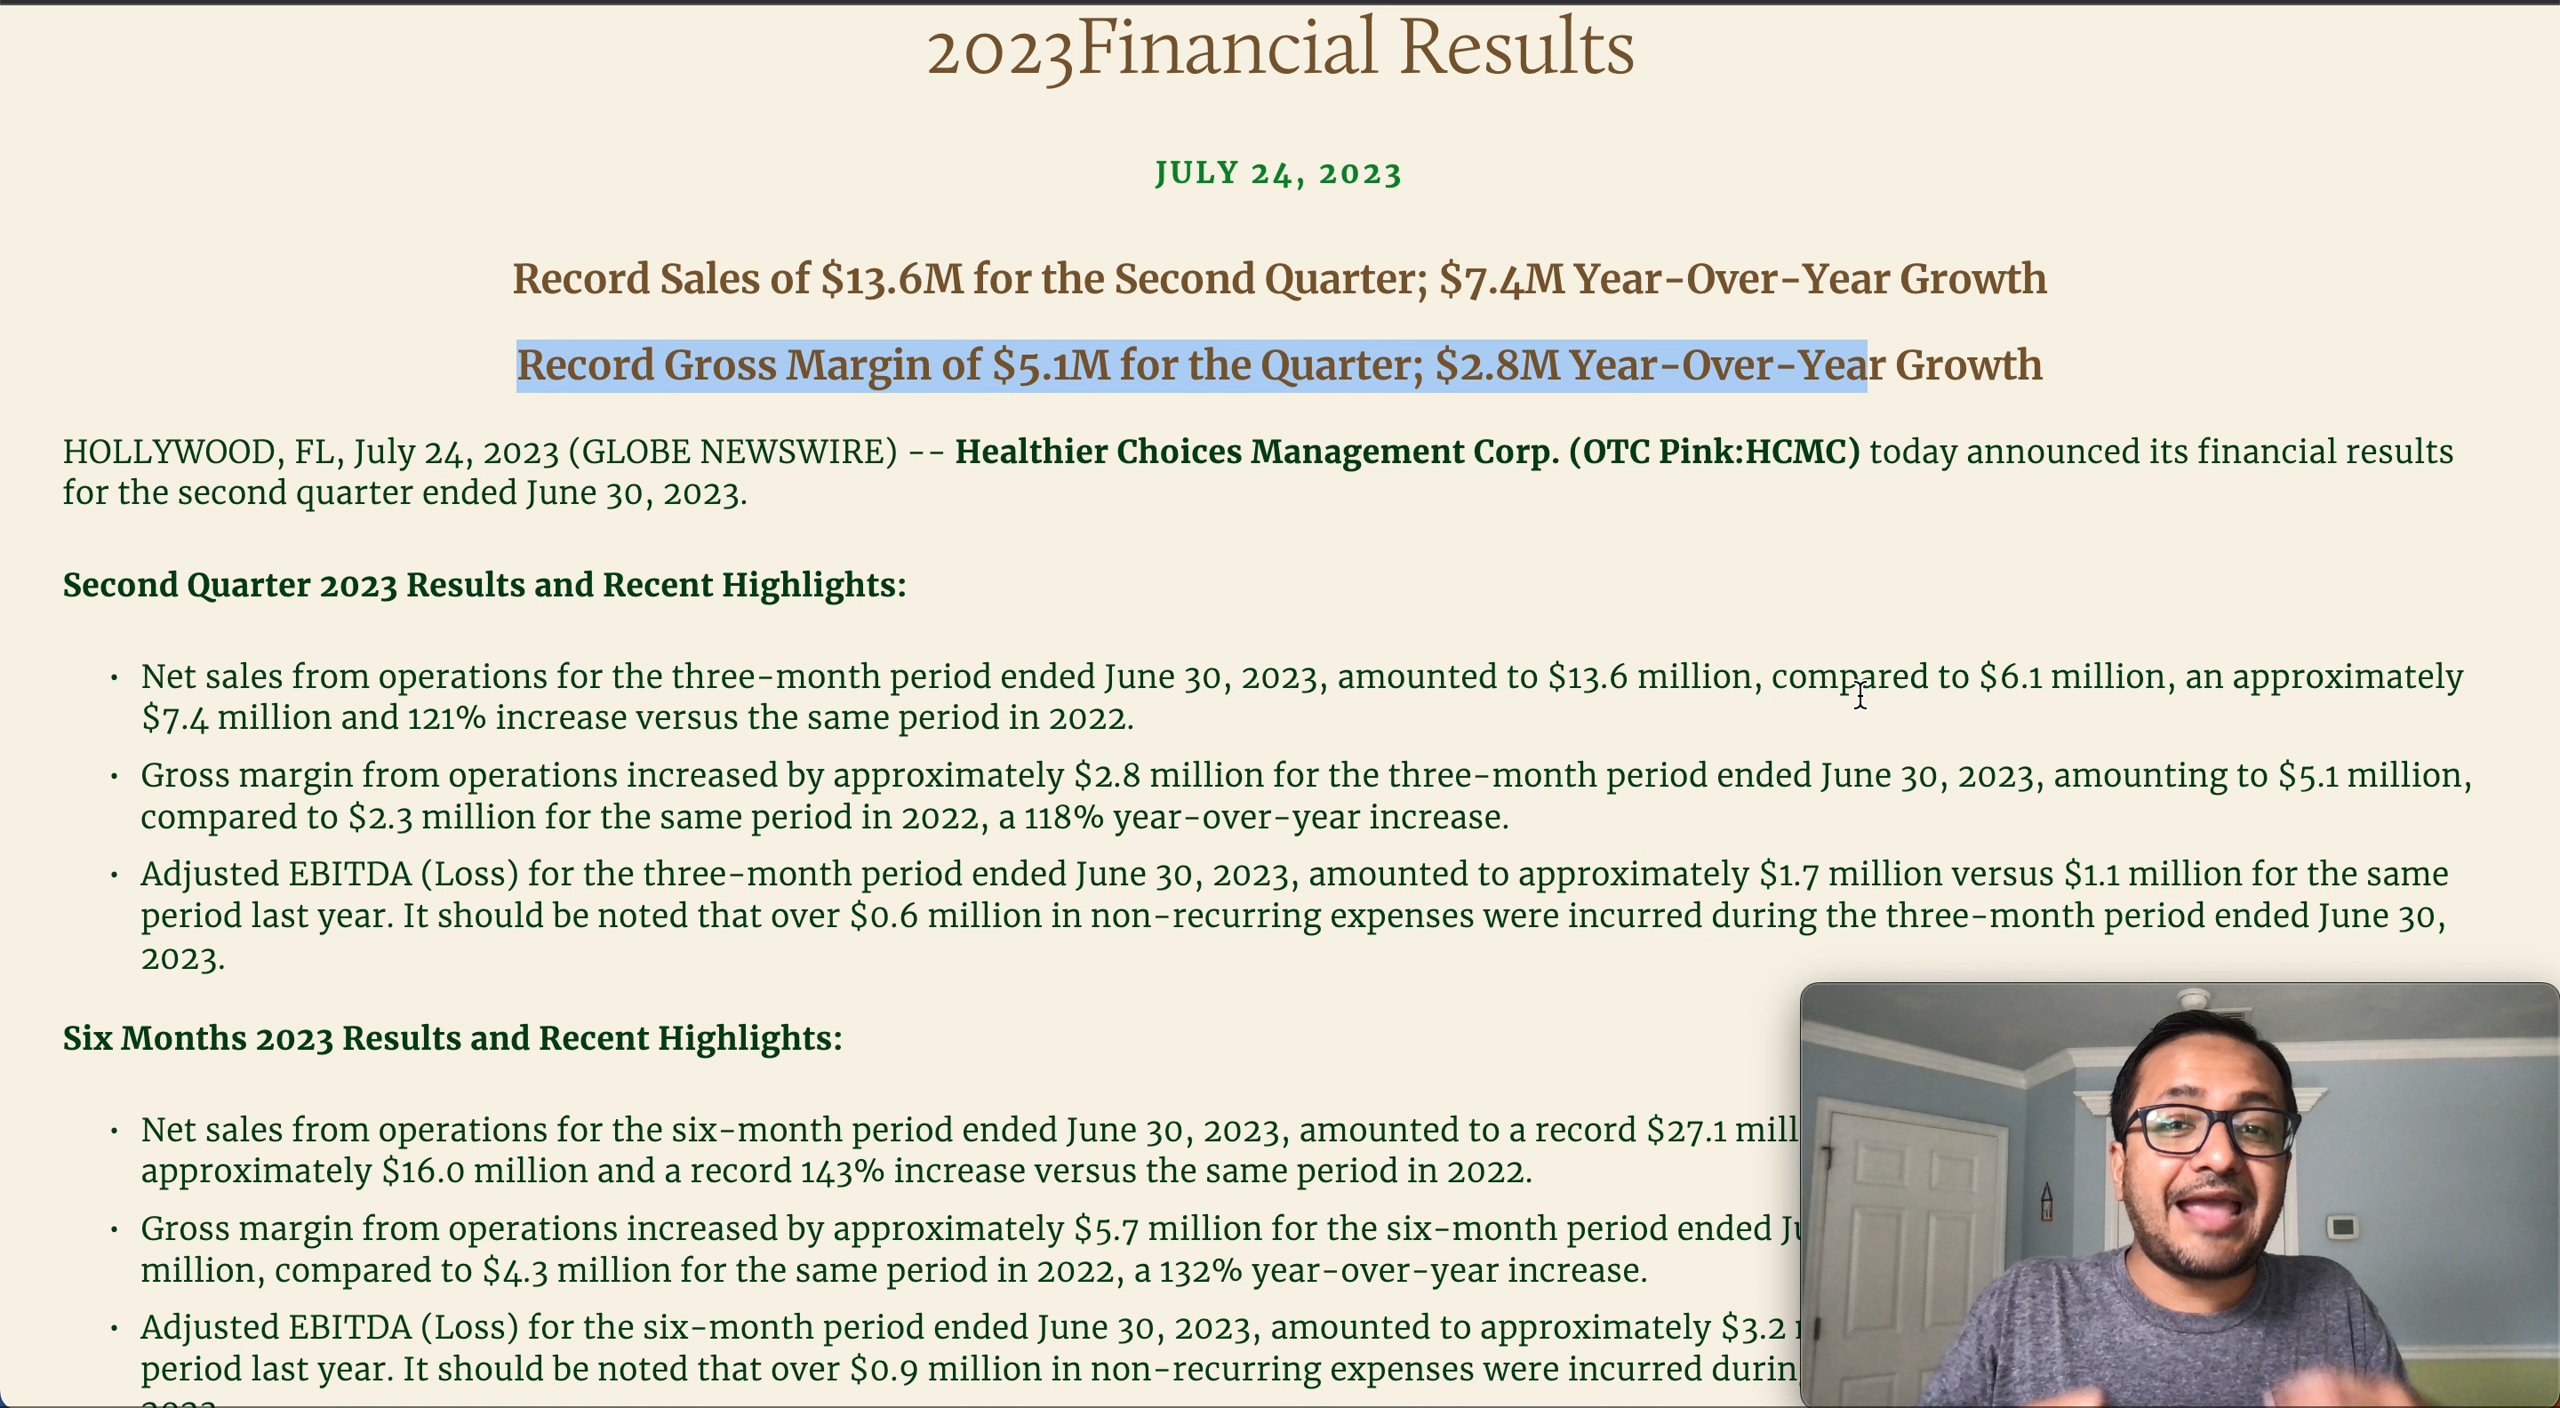 2023Financial Results
JULY 24, 2023
Record Sales of $13.6M for the Second Quarter; $7.4M Year-Over-Year Growth
Record Gross Margin of $5.1M for the Quarter; $2.8M Year-Over-Year Growth
HOLLYWOOD, FL, July 24, 2023 (GLOBE NEWSWIRE) -- Healthier Choices Management Corp. (OTC Pink:HCMC) today announced its financial results
for the second quarter ended June 30, 2023.
Second Quarter 2023 Results and Recent Highlights:
• Net sales from operations for the three-month period ended June 30, 2023, amounted to $13.6 million, compared to $6.1 million, an approximately
$7.4 million and 121% increase versus the same period in 2022.
• Gross margin from operations increased by approximately $2.8 million for the three-month period ended June 30, 2023, amounting to $5.1 million,
compared to $2.3 million for the same period in 2022, a 118% year-over-year increase.
• Adjusted EBITDA (Loss) for the three-month period ended June 30, 2023, amounted to approximately $1.7 million versus $1.1 million for the same
period last year. It should be noted that over $0.6 million in non-recurring expenses were incurred during the three-month period ended June 30,
2023.
Six Months 2023 Results and Recent Highlights:
• Net sales from operations for the six-month period ended June 30, 2023, amounted to a record $27.1 mill
approximately $16.0 million and a record 143% increase versus the same period in 2022.
• Gross margin from operations increased by approximately $5.7 million for the six-month period ended
million, compared to $4.3 million for the same period in 2022, a 132% year-over-year increase.
• Adjusted EBITDA (Loss) for the six-month period ended June 30, 2023, amounted to approximately $3.2
period last year. It should be noted that over $0.9 million in non-recurring expenses were incurred durin